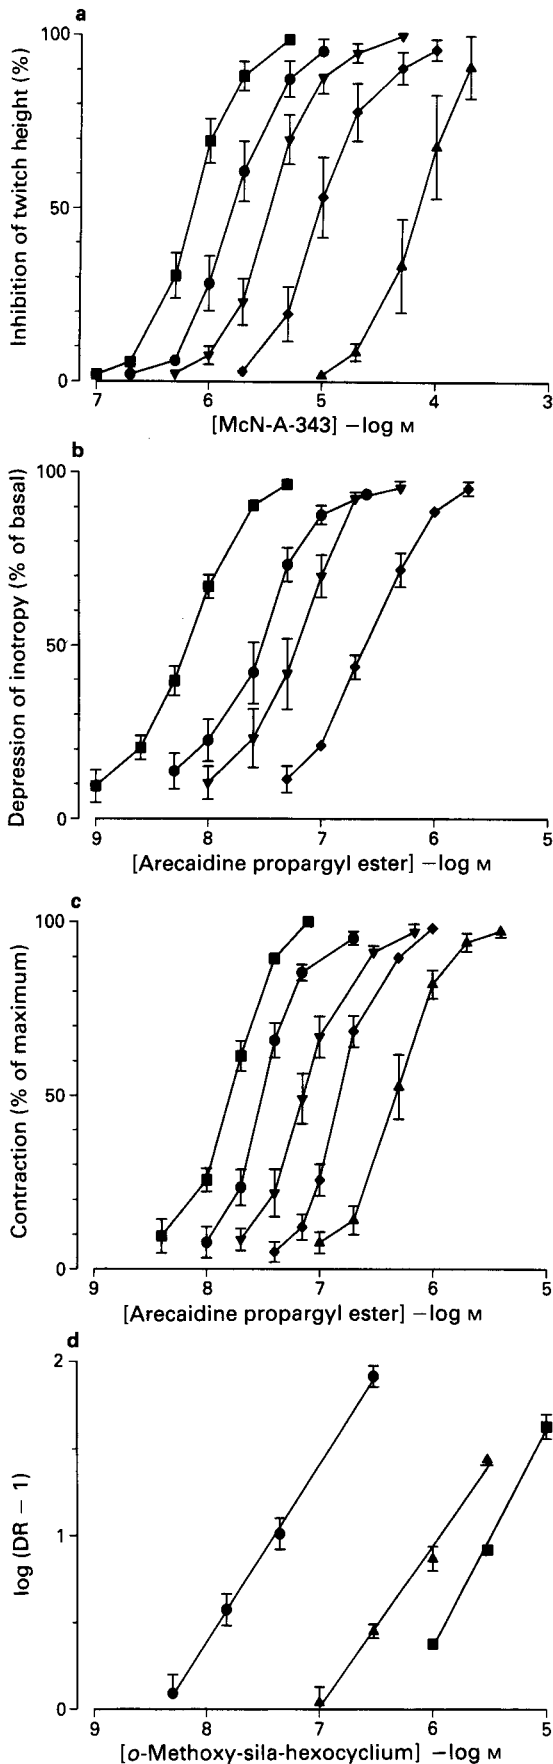 a
Inhibition of twitch height (%)
100
50
0
7 6 5 4 3
[McN-A-343] −log M
b
Depression of inotropy (% of basal)
100
50
0
9 8 7 6 5
[Arecaidine propargyl ester] −log M
c
Contraction (% of maximum)
100
50
0
9 8 7 6 5
[Arecaidine propargyl ester] −log M
d
log (DR − 1)
2
1
0
9 8 7 6 5
[o-Methoxy-sila-hexocyclium] −log M